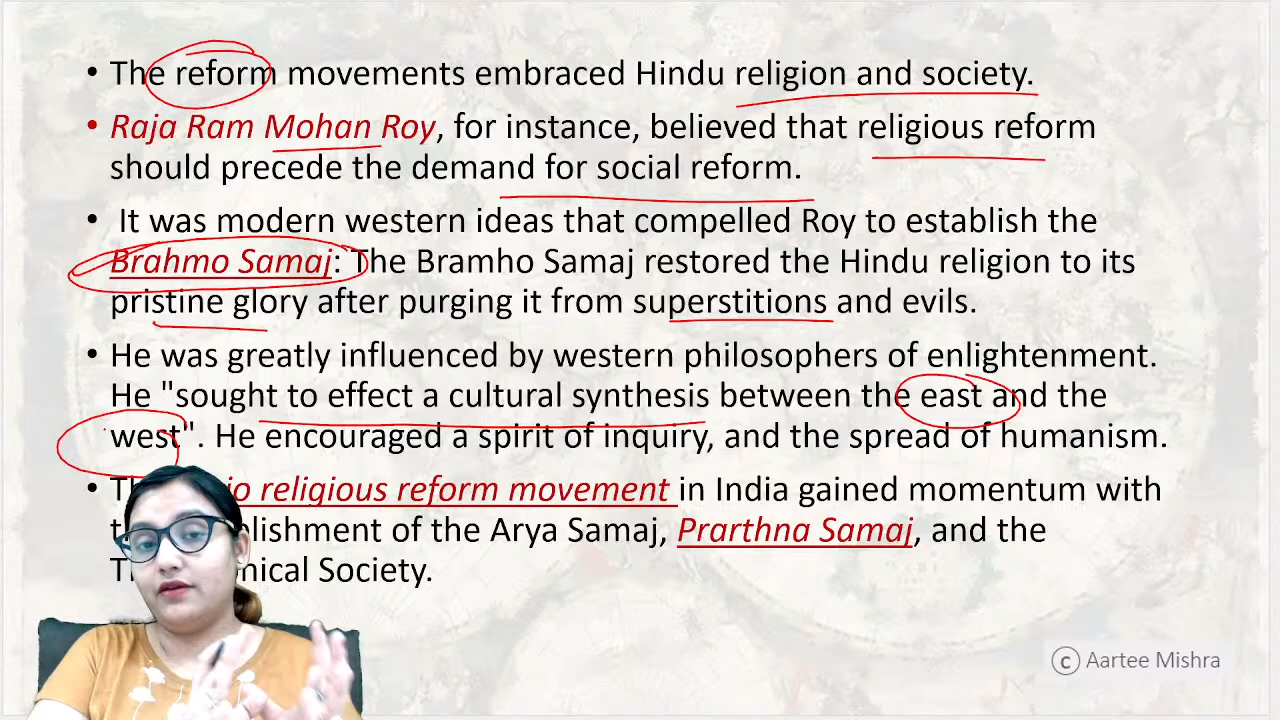 • The reform movements embraced Hindu religion and society.
• Raja Ram Mohan Roy, for instance, believed that religious reform
should precede the demand for social reform.
• It was modern western ideas that compelled Roy to establish the
Brahmo Samaj: The Bramho Samaj restored the Hindu religion to its
pristine glory after purging it from superstitions and evils.
• He was greatly influenced by western philosophers of enlightenment.
He "sought to effect a cultural synthesis between the east and the
west". He encouraged a spirit of inquiry, and the spread of humanism.
• religious reform movement in India gained momentum with
of the Arya Samaj, Prarthna Samaj, and the
Society.
© Aartee Mishra